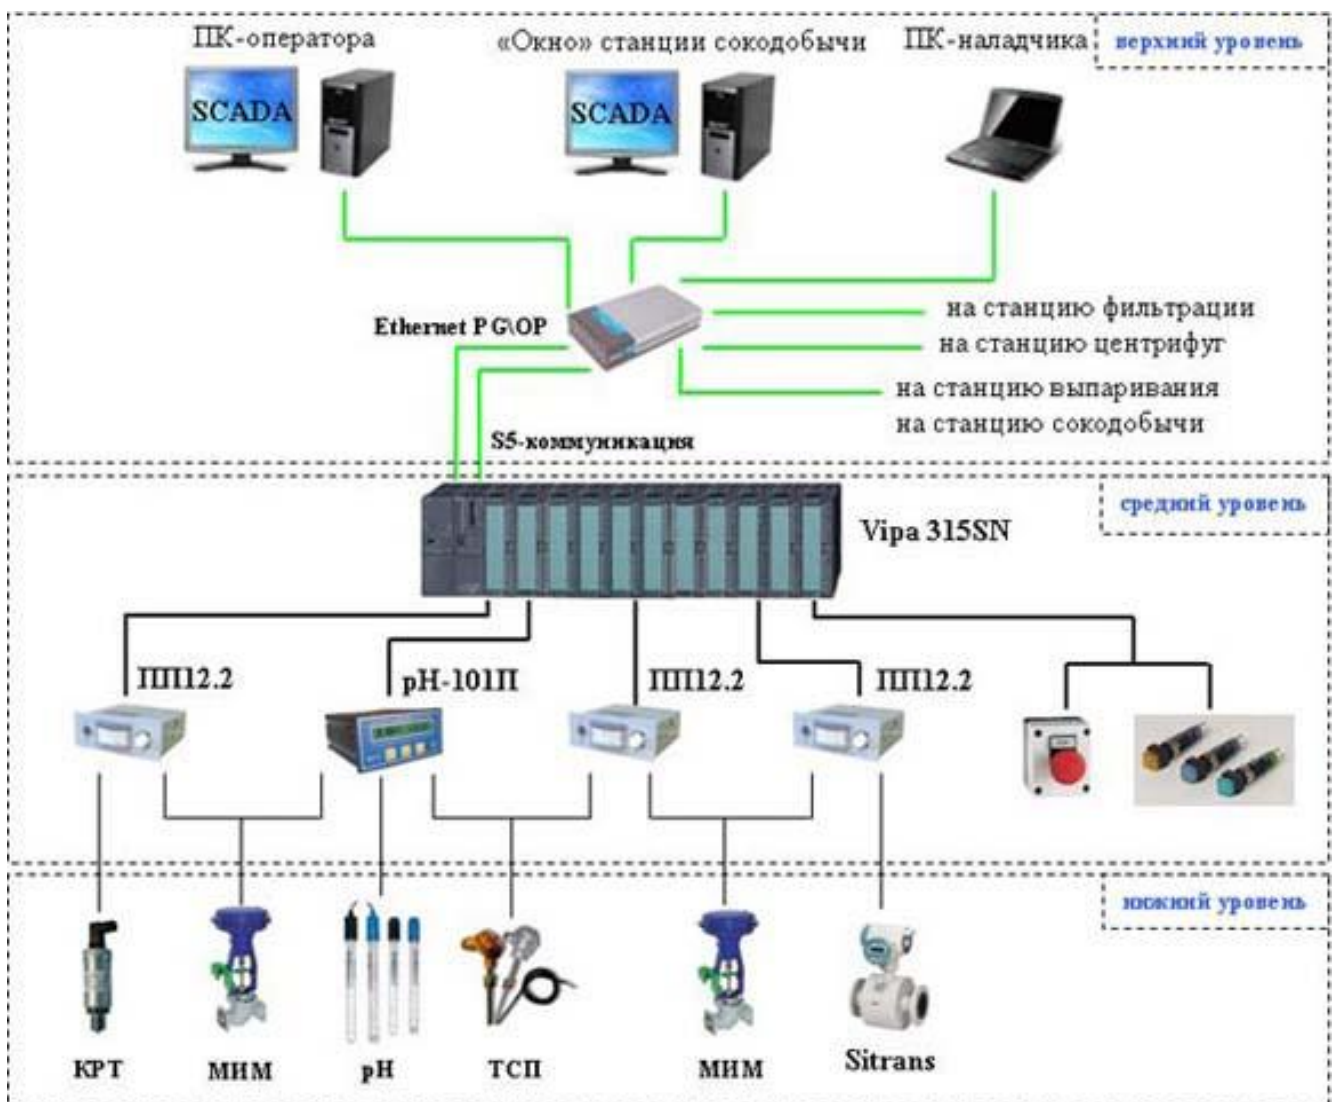 ПК-оператора
«Окно» станции сокодобычи
ПК-наладчика
верхний уровень
SCADA
SCADA
Ethernet PG\OP
на станцию фильтрации
на станцию центрифуг
на станцию выпаривания
на станцию сокодобычи
S5-коммуникация
средний уровень
Vipa 315SN
ПП12.2
рН-101П
ПП12.2
ПП12.2
нижний уровень
КРТ
МИМ
рН
ТСП
МИМ
Sitrans